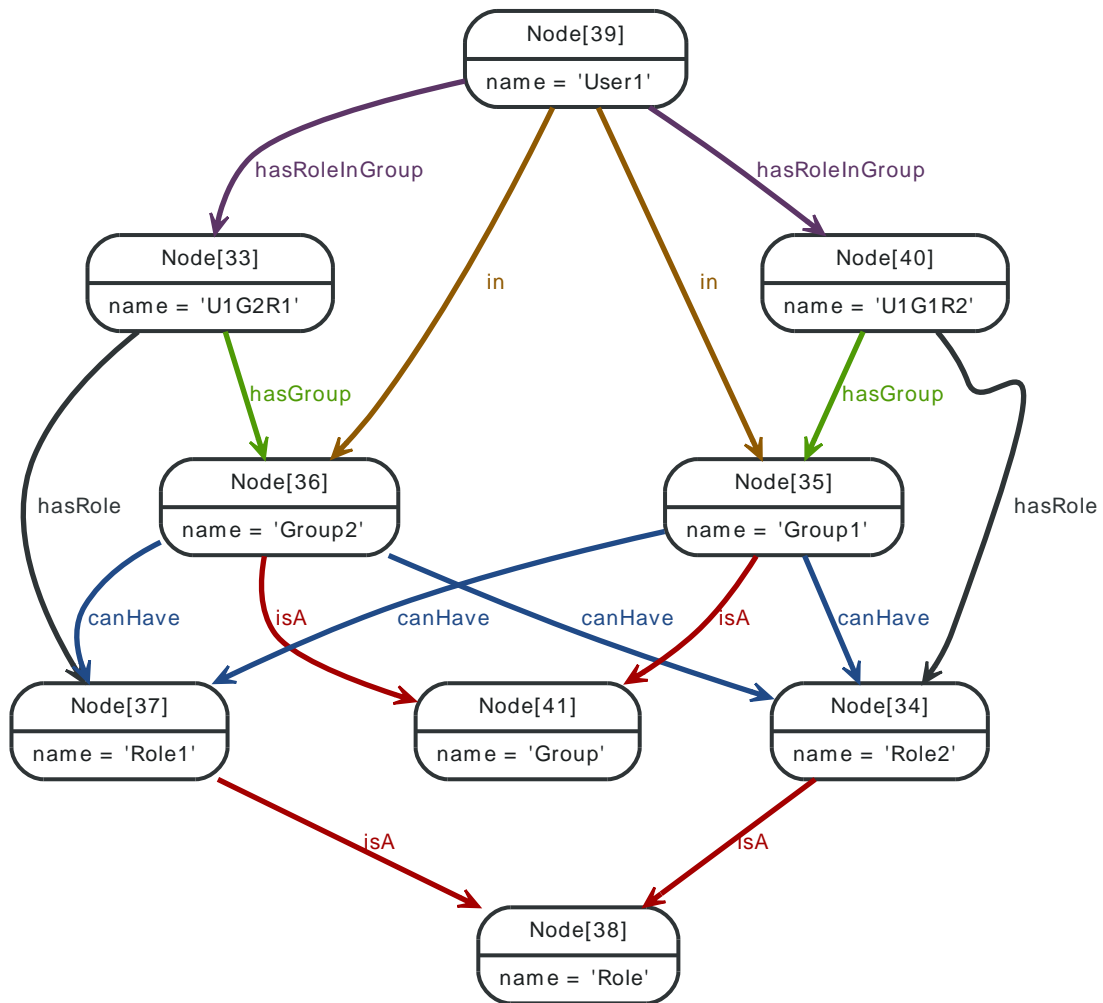 Node[39]
name = 'User1'
hasRoleInGroup
hasRoleInGroup
Node[33]
name = 'U1G2R1'
Node[40]
name = 'U1G1R2'
in
in
hasGroup
hasGroup
Node[36]
name = 'Group2'
Node[35]
name = 'Group1'
hasRole
hasRole
canHave
isA
canHave
canHave
isA
canHave
Node[37]
name = 'Role1'
Node[41]
name = 'Group'
Node[34]
name = 'Role2'
isA
isA
Node[38]
name = 'Role'